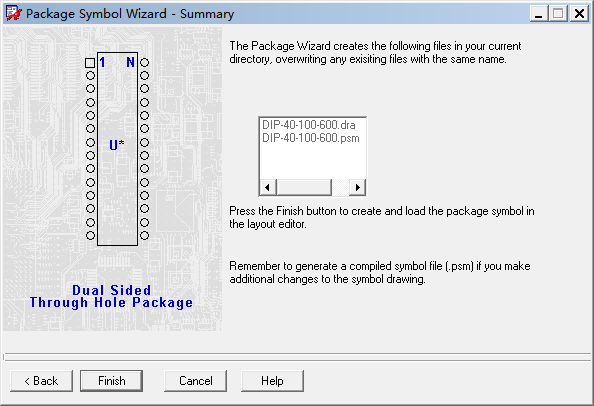 Package Symbol Wizard - Summary
The Package Wizard creates the following files in your current
directory, overwriting any exisiting files with the same name.
1 N
U*
DIP-40-100-600.dra
DIP-40-100-600.psm
Press the Finish button to create and load the package symbol in
the layout editor.
Remember to generate a compiled symbol file (.psm) if you make
additional changes to the symbol drawing.
Dual Sided
Through Hole Package
< Back
Finish
Cancel
Help